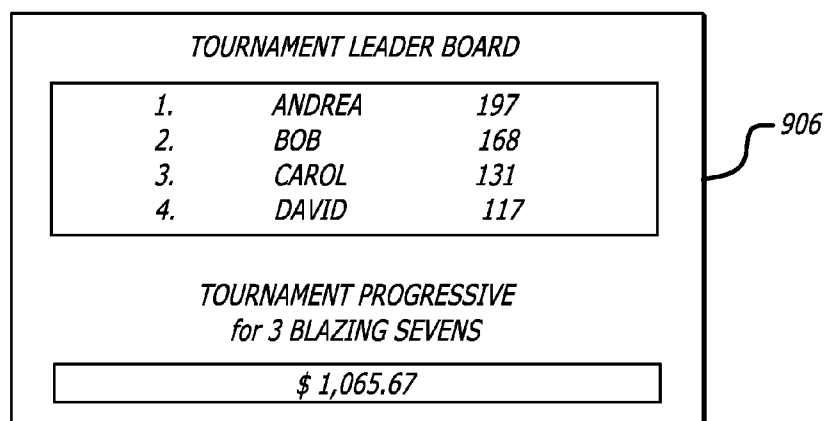 TOURNAMENT LEADER BOARD
1. ANDREA 197
2. BOB 168
3. CAROL 131
4. DAVID 117
906
TOURNAMENT PROGRESSIVE
for 3 BLAZING SEVENS
$ 1,065.67